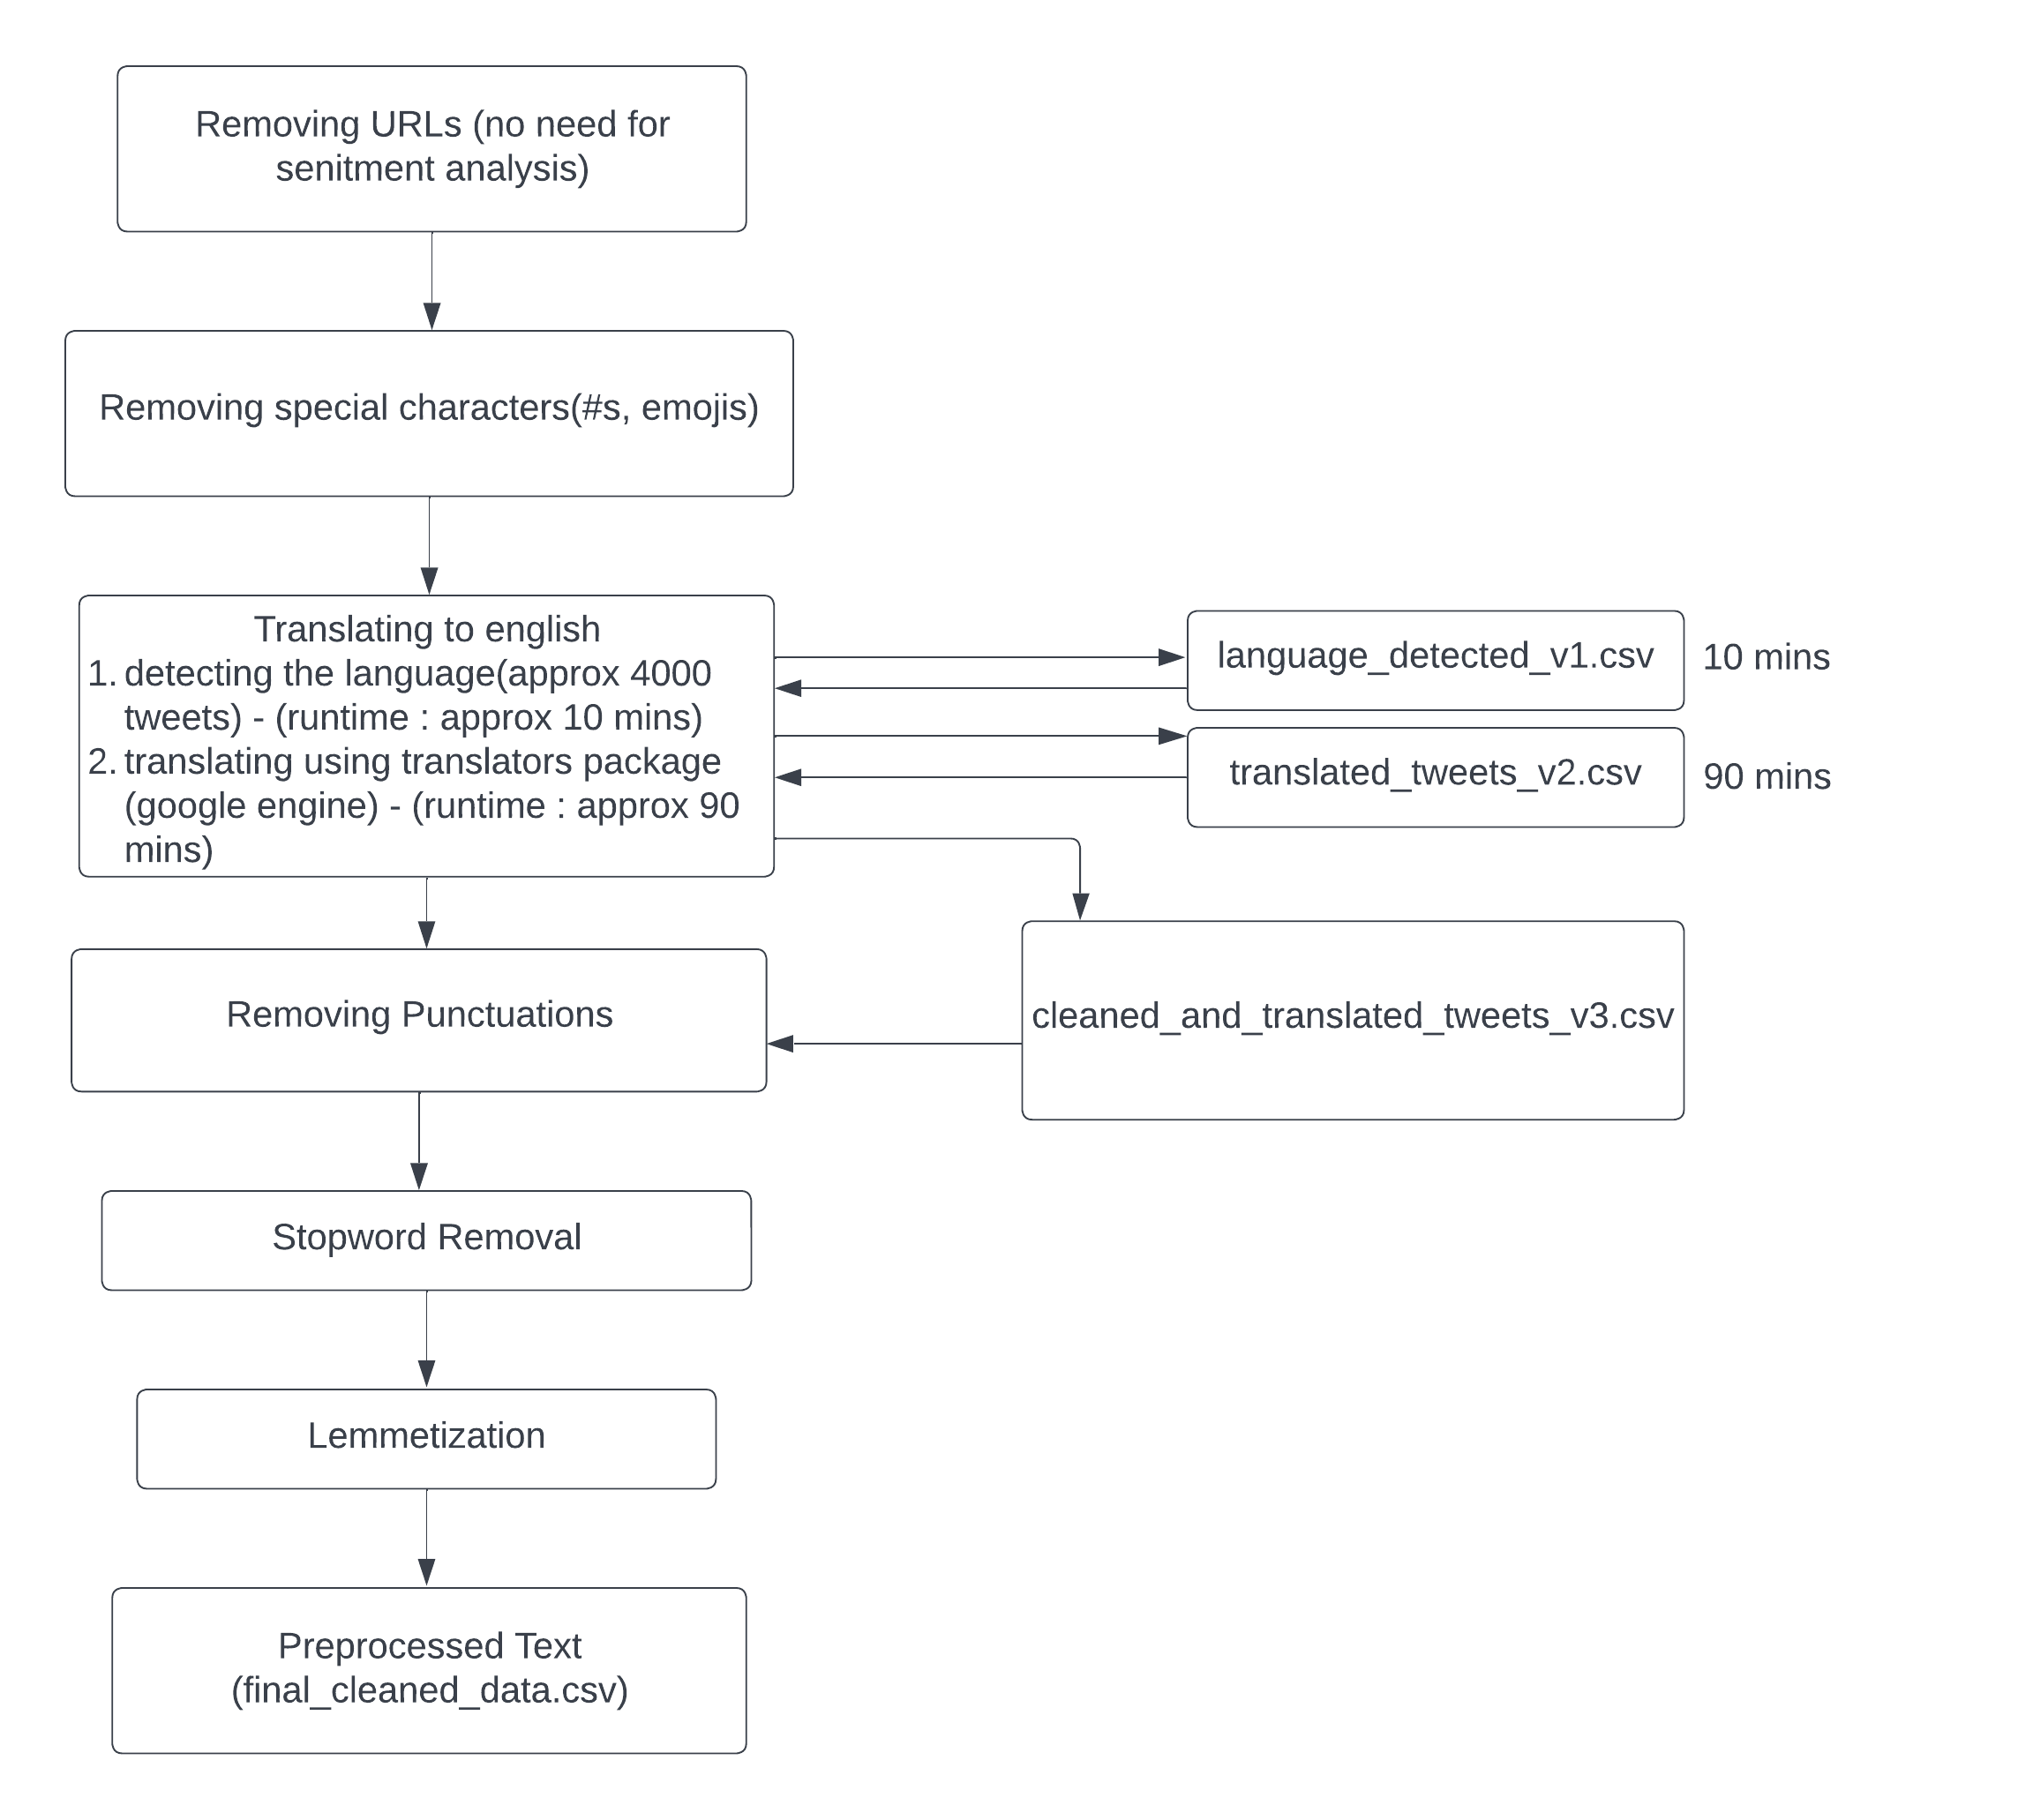 Removing URLs (no need for
senitment analysis)
Removing special characters(#s, emojis)
Translating to english
1. detecting the language(approx 4000
tweets) - (runtime : approx 10 mins)
2. translating using translators package
(google engine) - (runtime : approx 90
mins)
language_detected_v1.csv
10 mins
translated_tweets_v2.csv
90 mins
Removing Punctuations
cleaned_and_translated_tweets_v3.csv
Stopword Removal
Lemmetization
Preprocessed Text
(final_cleaned_data.csv)